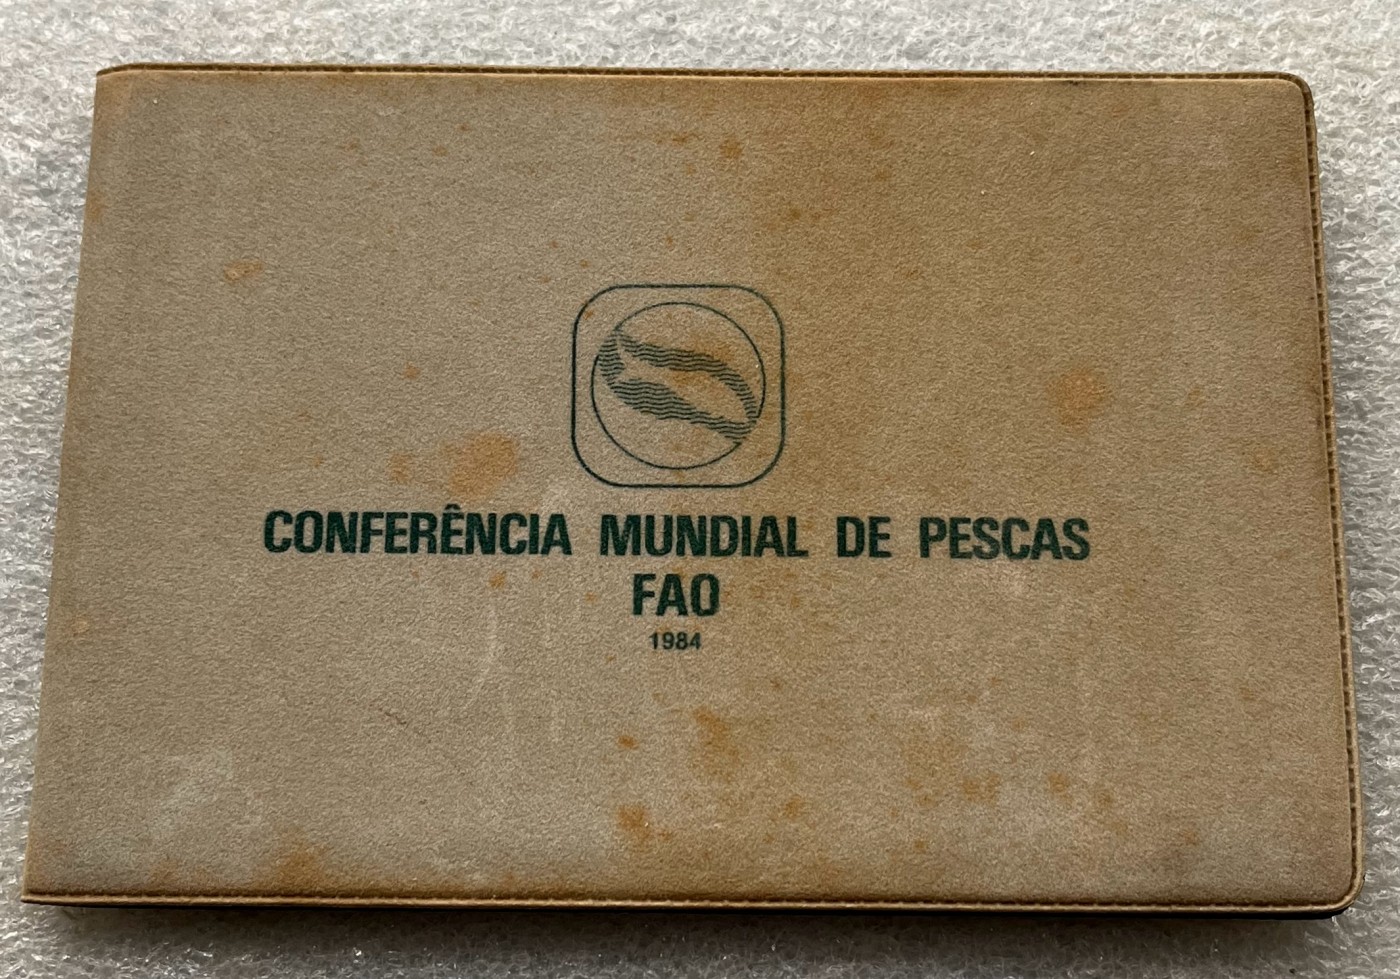 CONFERÊNCIA MUNDIAL DE PESCAS
FAO
1984